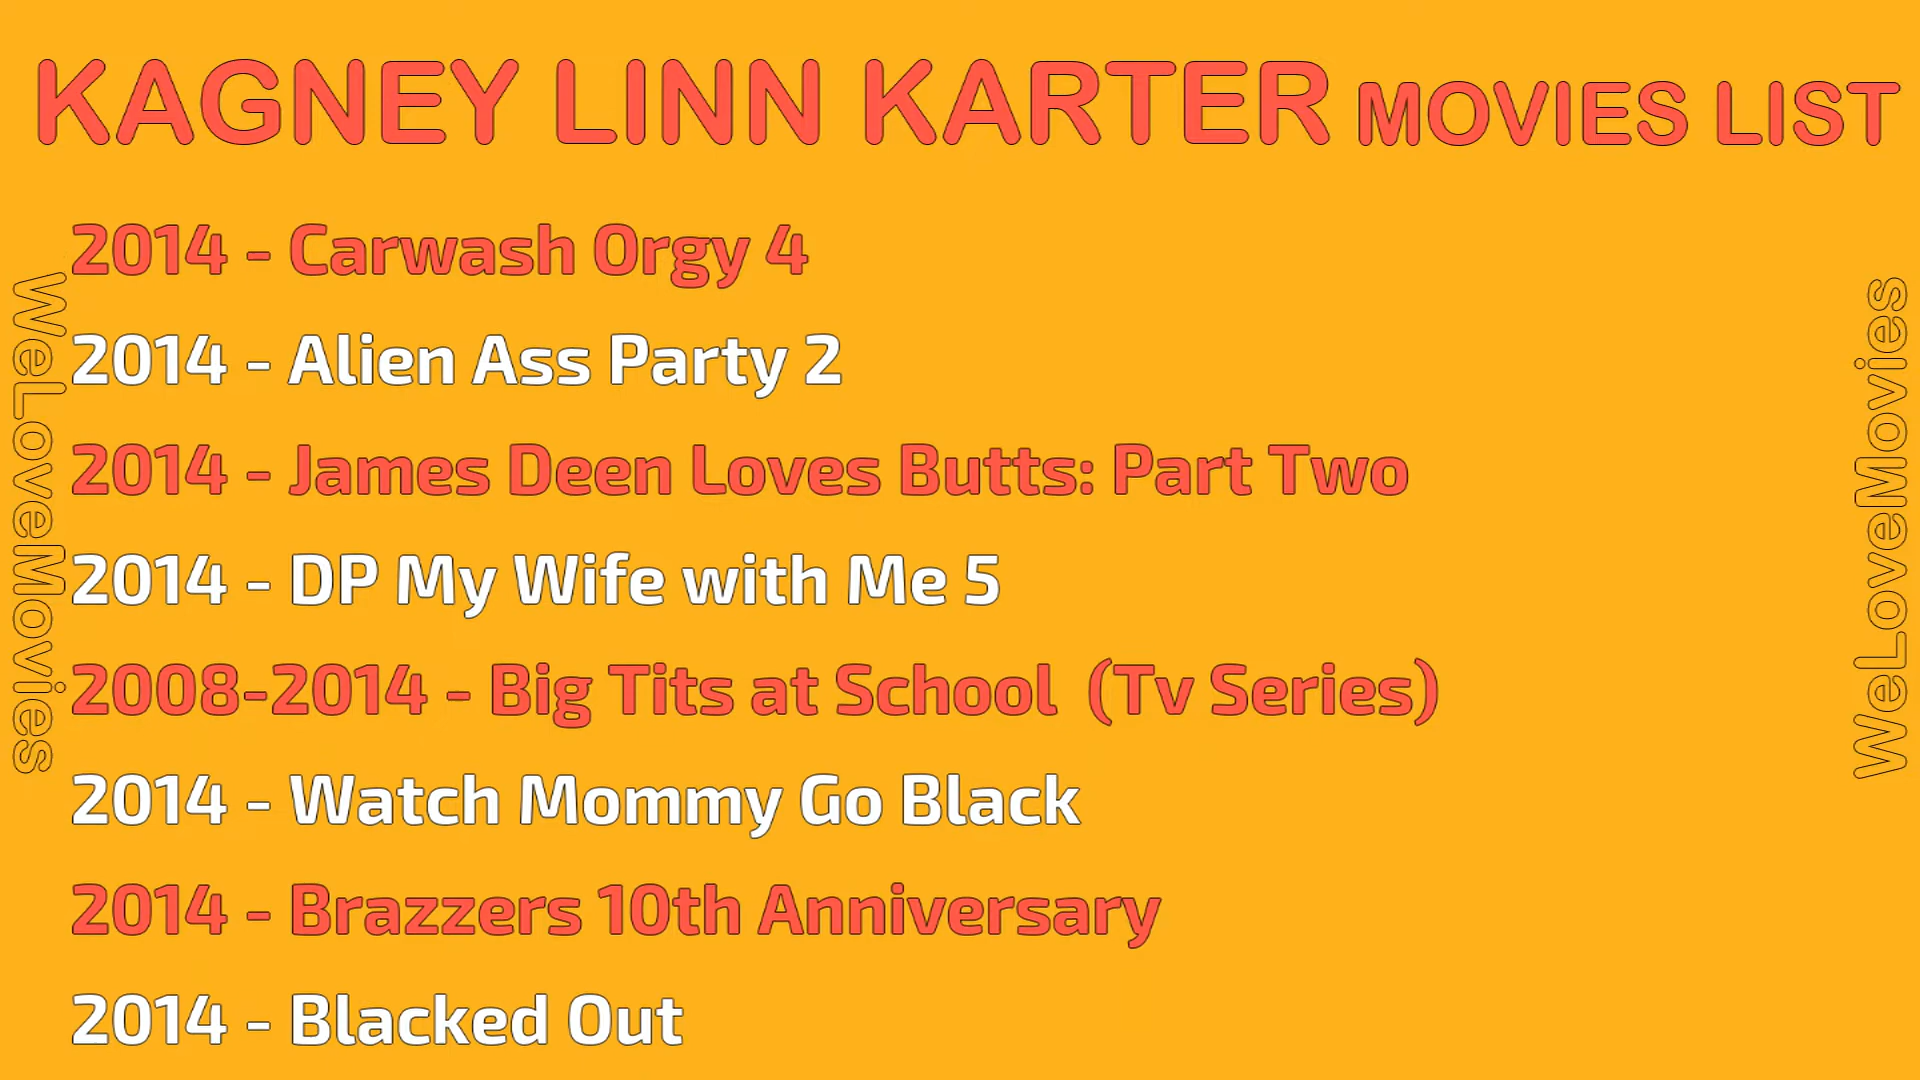 KAGNEY LINN KARTER MOVIES LIST
2014 - Carwash Orgy 4
2014 - Alien Ass Party 2
2014 - James Deen Loves Butts: Part Two
2014 - DP My Wife with Me 5
2008-2014 - Big Tits at School (Tv Series)
2014 - Watch Mommy Go Black
2014 - Brazzers 10th Anniversary
2014 - Blacked Out
WeLoveMovies
WeLoveMovies